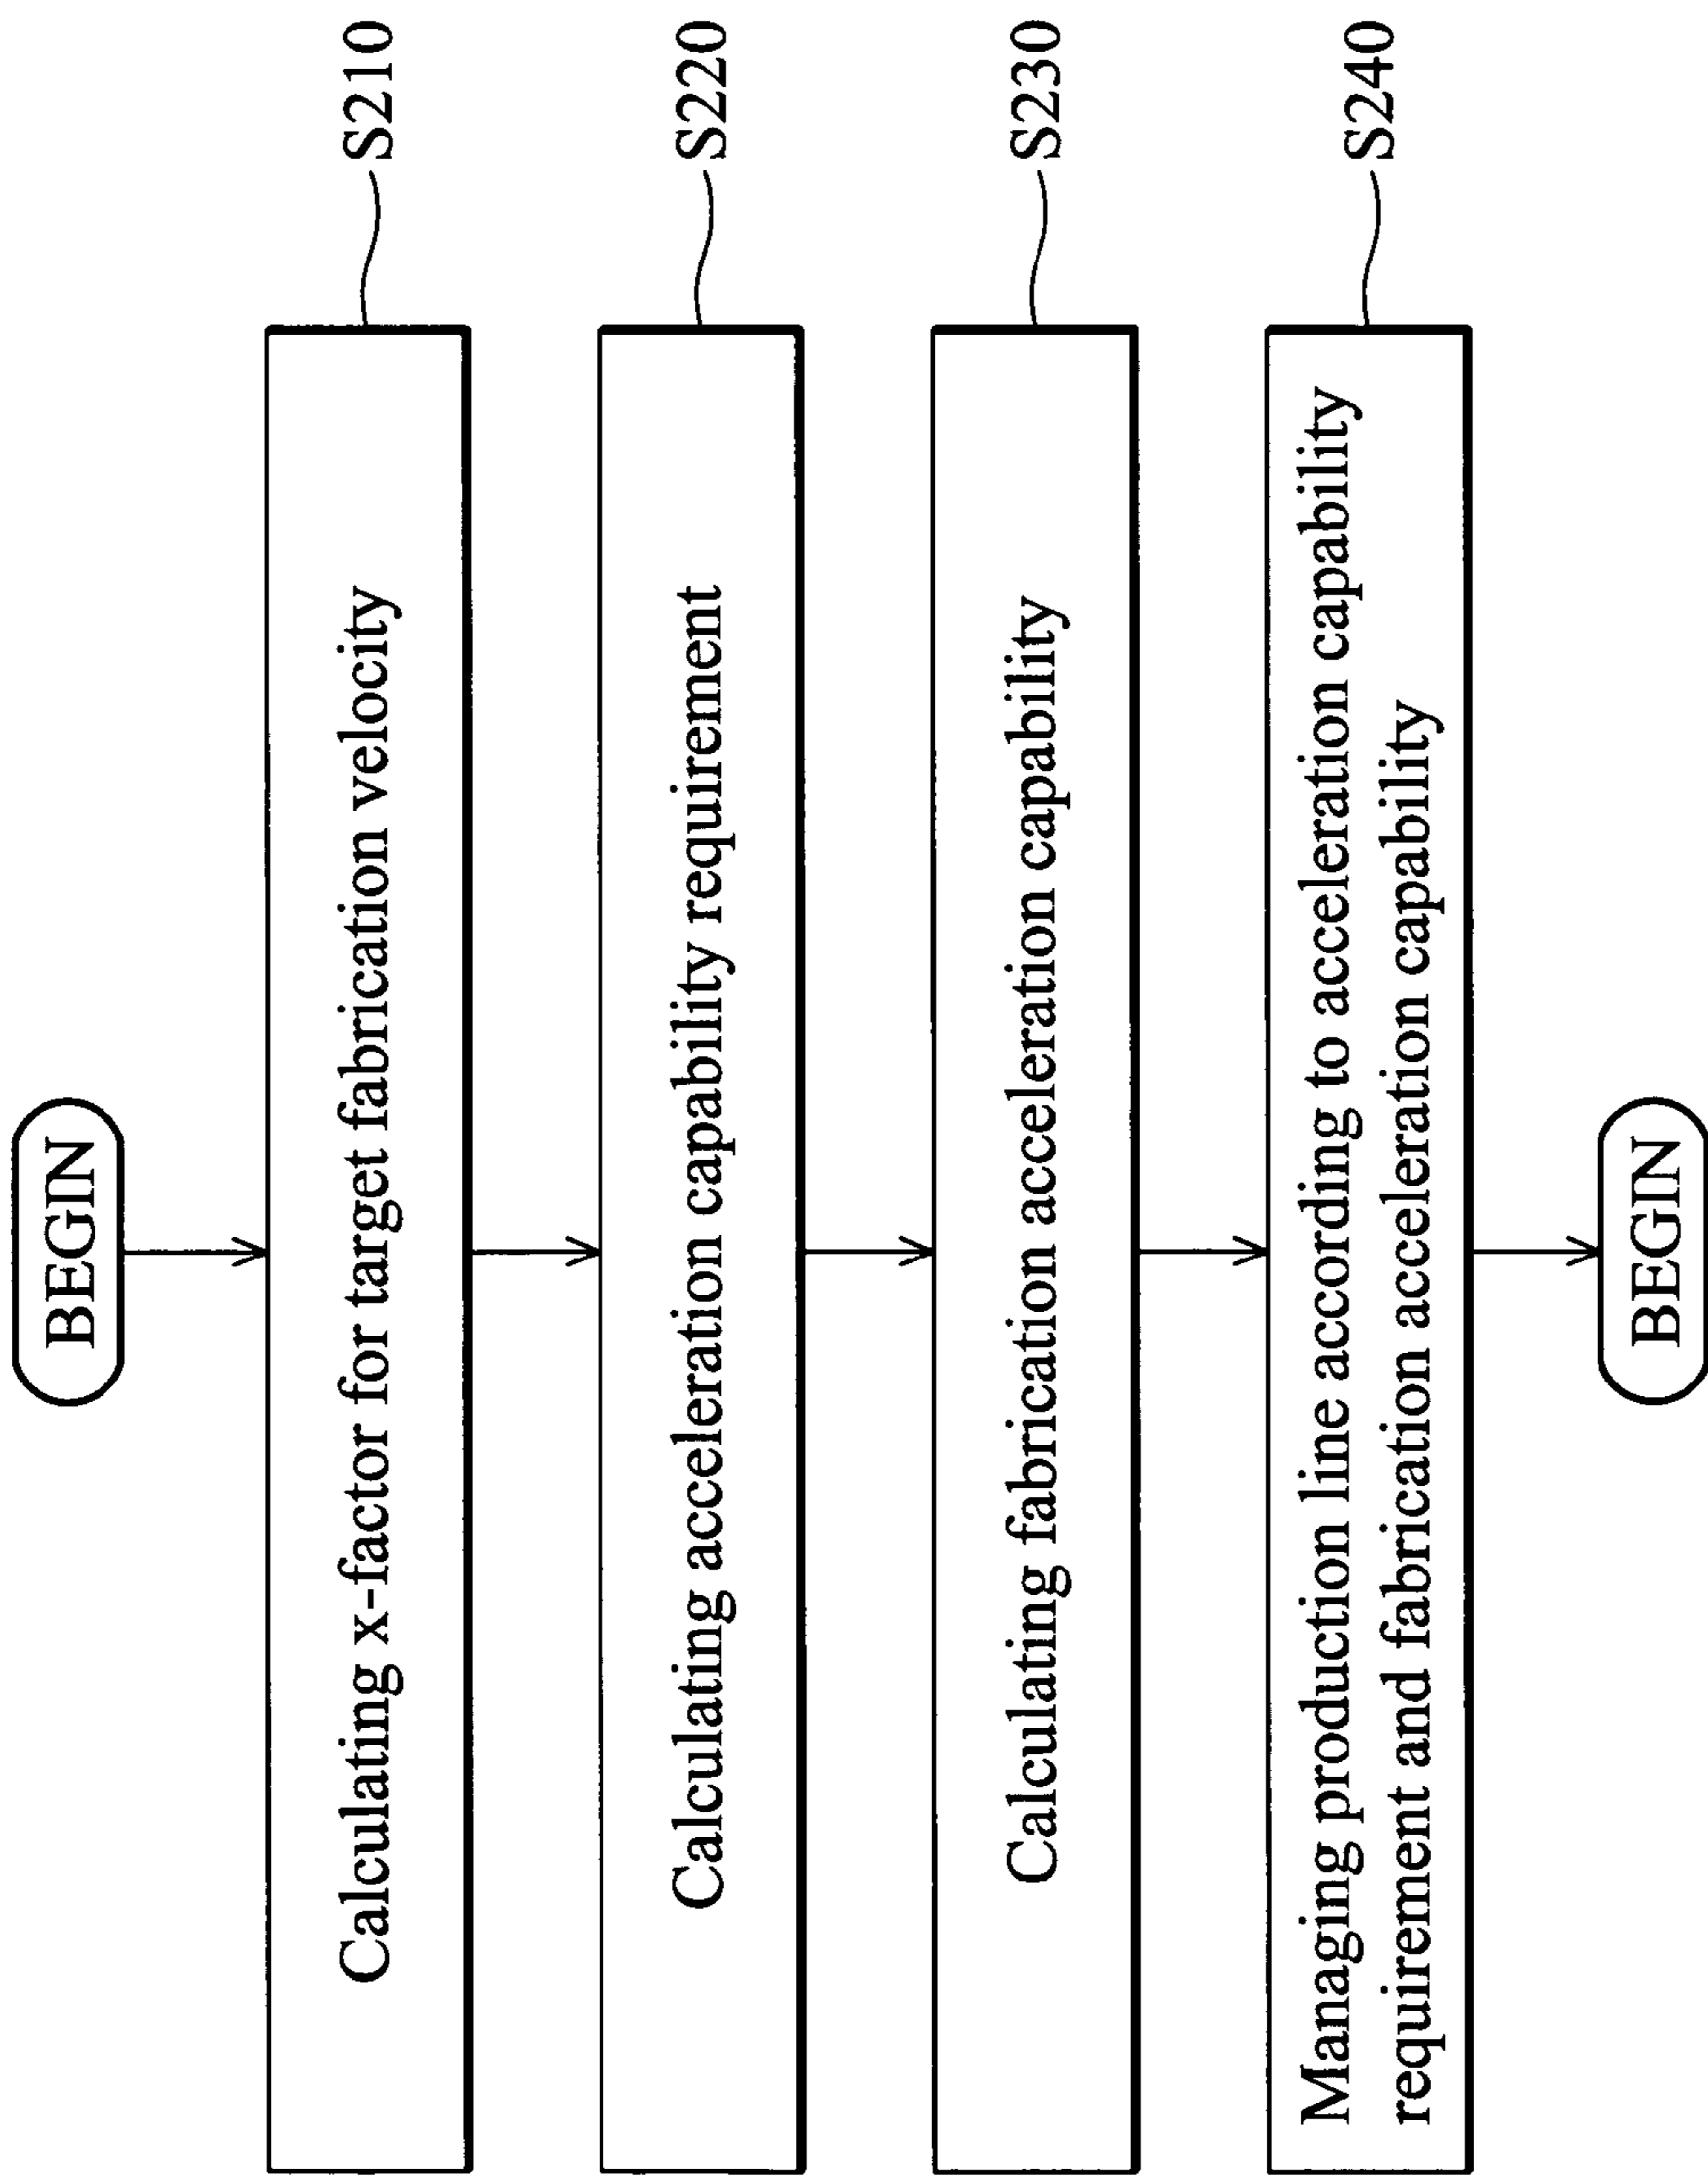 BEGIN
Calculating x-factor for target fabrication velocity
S210
Calculating acceleration capability requirement
S220
Calculating fabrication acceleration capability
S230
Managing production line according to acceleration capability
requirement and fabrication acceleration capability
S240
BEGIN